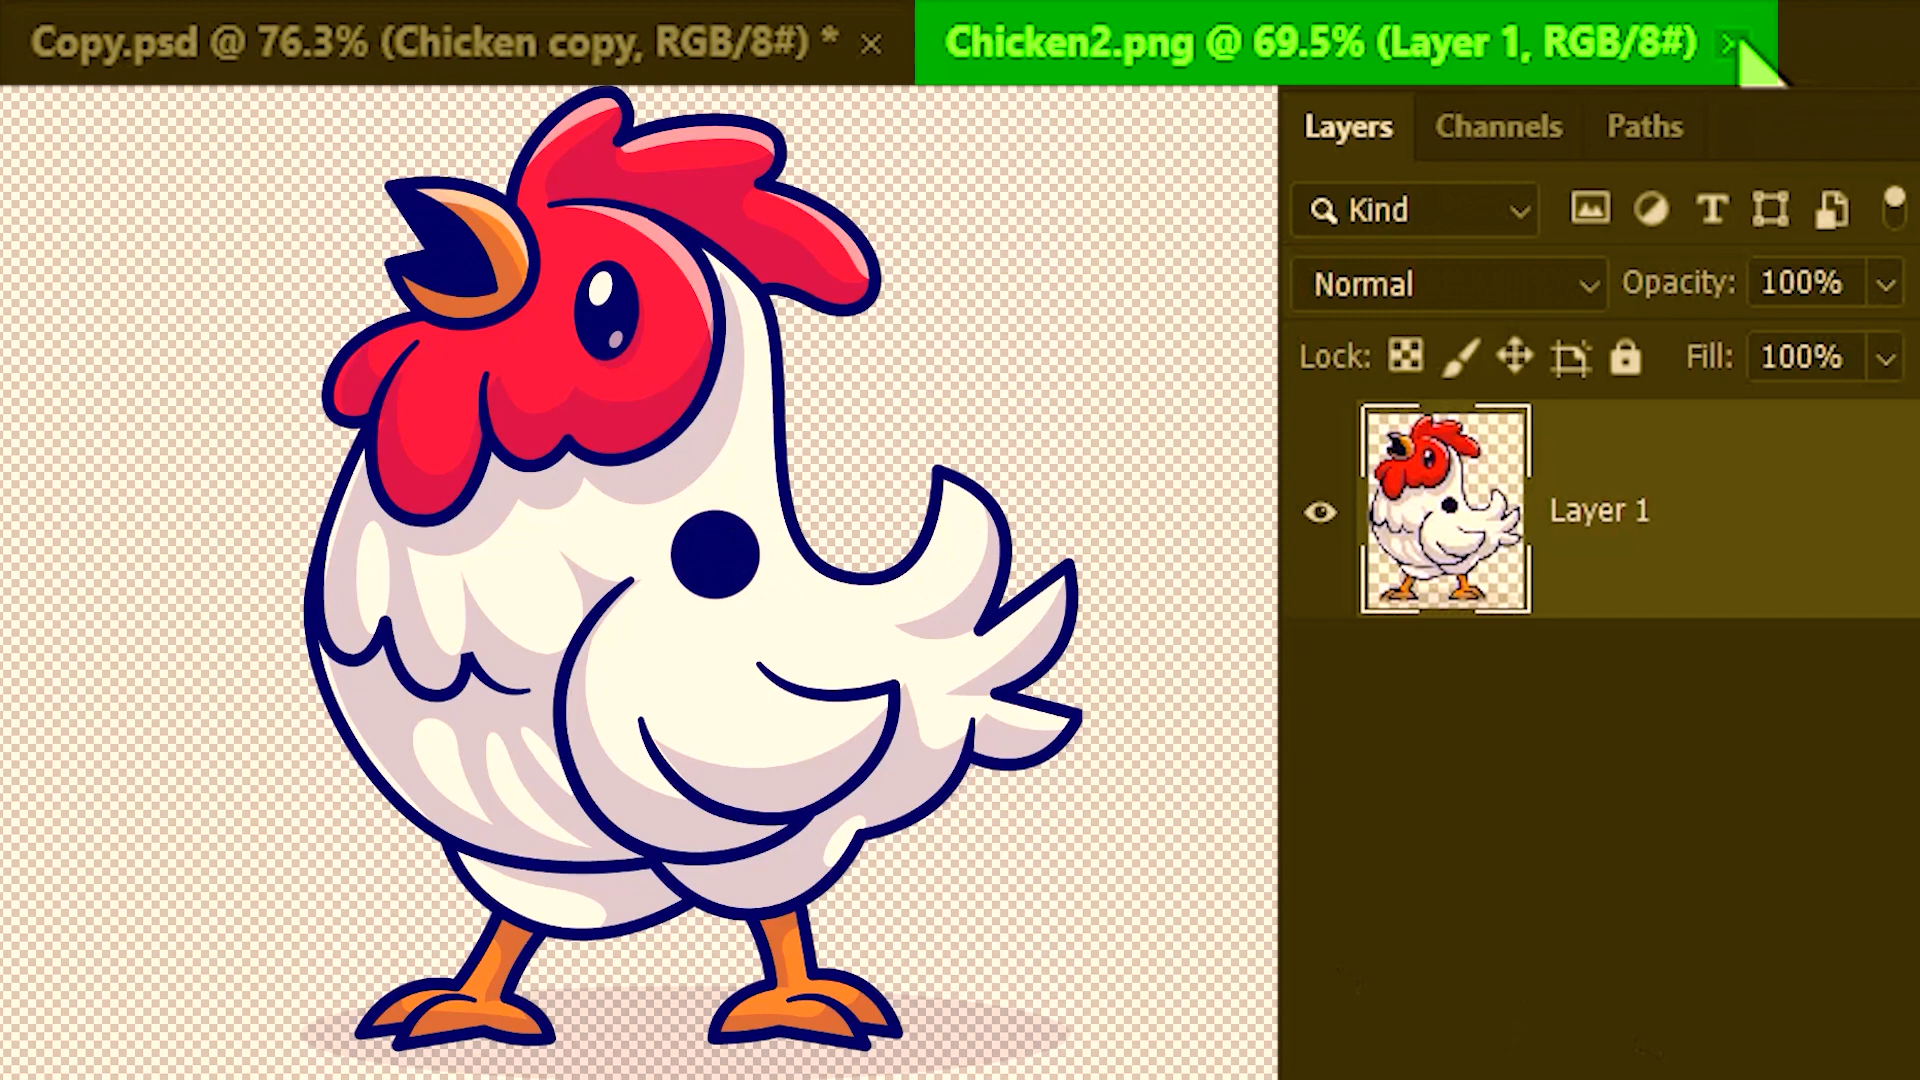 Copy.psd @ 76.3% (Chicken copy, RGB/8#) *
Chicken2.png @ 69.5% (Layer 1, RGB/8#)
Layers Channels Paths
Kind
Normal Opacity: 100%
Lock: Fill: 100%
Layer 1